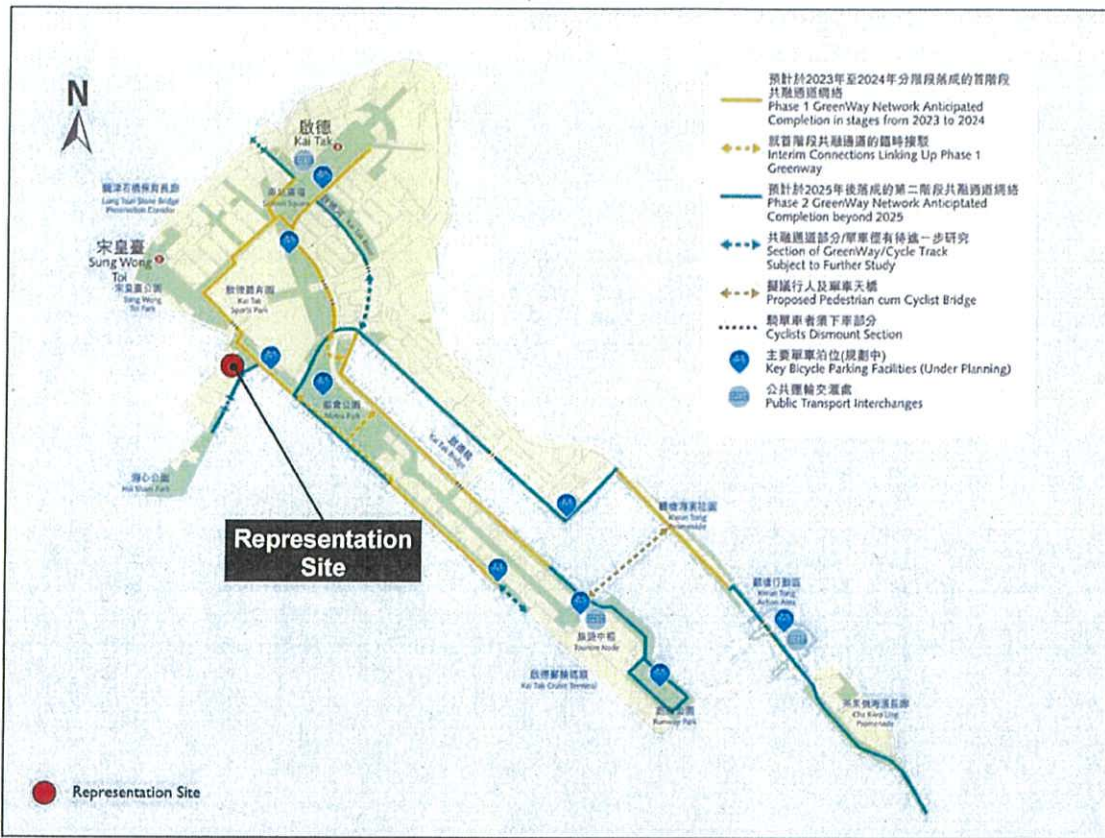 N
啟德
Kai Tak
龍津石橋保育長廊
Lung Tsun Stone Bridge
Preservation Corridor
車站廣場
Station Square
宋皇臺
Sung Wong
Toi
宋皇臺公園
Sung Wong
Toi Park
啟德體育園
Kai Tak
Sports Park
都會公園
Metro Park
啟德橋
Kai Tak Bridge
海心公園
Hoi Sham Park
Representation
Site
觀塘海濱花園
Kwun Tong
Promenade
觀塘行動區
Kwun Tong
Action Area
旅遊中樞
Tourism Node
啟德郵輪碼頭
Kai Tak Cruise Terminal
Runway Park
茶果嶺海濱長廊
Cha Kwo Ling
Promenade
預計於2023年至2024年分階段落成的首階段
共融通道網絡
Phase 1 GreenWay Network Anticipated
Completion in stages from 2023 to 2024
就首階段共融通道的臨時接駁
Interim Connections Linking Up Phase 1
Greenway
預計於2025年後落成的第二階段共融通道網絡
Phase 2 GreenWay Network Anticiptated
Completion beyond 2025
共融通道部分/單車徑有待進一步研究
Section of GreenWay/Cycle Track
Subject to Further Study
擬議行人及單車天橋
Proposed Pedestrian cum Cyclist Bridge
騎單車者須下車部分
Cyclists Dismount Section
主要單車泊位(規劃中)
Key Bicycle Parking Facilities (Under Planning)
公共運輸交滙處
Public Transport Interchanges
Representation Site